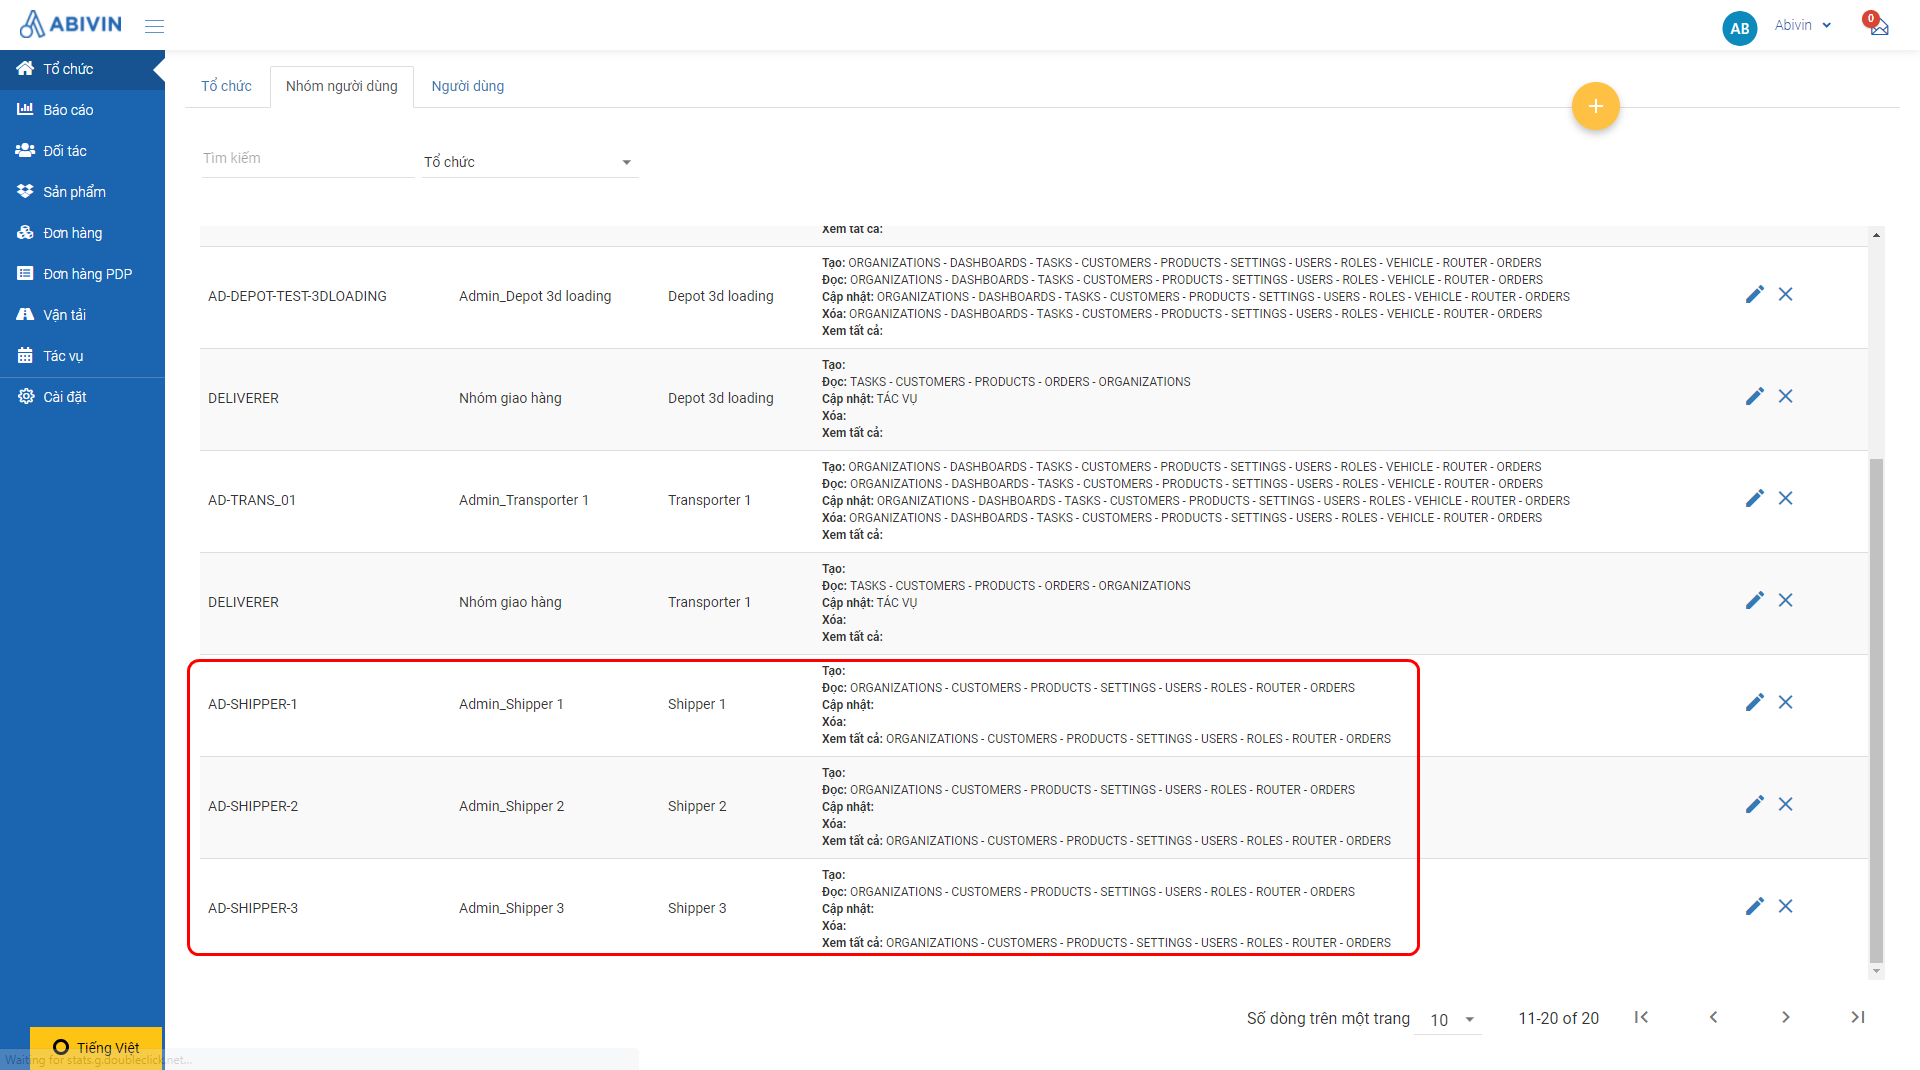 ABIVIN
AB
Abivin
0
Tổ chức
Báo cáo
Đối tác
Sản phẩm
Đơn hàng
Đơn hàng PDP
Vận tải
Tác vụ
Cài đặt
Tổ chức
Nhóm người dùng
Người dùng
Tìm kiếm
Tổ chức
Xem tất cả:
AD-DEPOT-TEST-3DLOADING
Admin_Depot 3d loading
Depot 3d loading
Tạo: ORGANIZATIONS - DASHBOARDS - TASKS - CUSTOMERS - PRODUCTS - SETTINGS - USERS - ROLES - VEHICLE - ROUTER - ORDERS
Đọc: ORGANIZATIONS - DASHBOARDS - TASKS - CUSTOMERS - PRODUCTS - SETTINGS - USERS - ROLES - VEHICLE - ROUTER - ORDERS
Cập nhật: ORGANIZATIONS - DASHBOARDS - TASKS - CUSTOMERS - PRODUCTS - SETTINGS - USERS - ROLES - VEHICLE - ROUTER - ORDERS
Xóa: ORGANIZATIONS - DASHBOARDS - TASKS - CUSTOMERS - PRODUCTS - SETTINGS - USERS - ROLES - VEHICLE - ROUTER - ORDERS
Xem tất cả:
DELIVERER
Nhóm giao hàng
Depot 3d loading
Tạo:
Đọc: TASKS - CUSTOMERS - PRODUCTS - ORDERS - ORGANIZATIONS
Cập nhật: TÁC VỤ
Xóa:
Xem tất cả:
AD-TRANS_01
Admin_Transporter 1
Transporter 1
Tạo: ORGANIZATIONS - DASHBOARDS - TASKS - CUSTOMERS - PRODUCTS - SETTINGS - USERS - ROLES - VEHICLE - ROUTER - ORDERS
Đọc: ORGANIZATIONS - DASHBOARDS - TASKS - CUSTOMERS - PRODUCTS - SETTINGS - USERS - ROLES - VEHICLE - ROUTER - ORDERS
Cập nhật: ORGANIZATIONS - DASHBOARDS - TASKS - CUSTOMERS - PRODUCTS - SETTINGS - USERS - ROLES - VEHICLE - ROUTER - ORDERS
Xóa: ORGANIZATIONS - DASHBOARDS - TASKS - CUSTOMERS - PRODUCTS - SETTINGS - USERS - ROLES - VEHICLE - ROUTER - ORDERS
Xem tất cả:
DELIVERER
Nhóm giao hàng
Transporter 1
Tạo:
Đọc: TASKS - CUSTOMERS - PRODUCTS - ORDERS - ORGANIZATIONS
Cập nhật: TÁC VỤ
Xóa:
Xem tất cả:
AD-SHIPPER-1
Admin_Shipper 1
Shipper 1
Tạo:
Đọc: ORGANIZATIONS - CUSTOMERS - PRODUCTS - SETTINGS - USERS - ROLES - ROUTER - ORDERS
Cập nhật:
Xóa:
Xem tất cả: ORGANIZATIONS - CUSTOMERS - PRODUCTS - SETTINGS - USERS - ROLES - ROUTER - ORDERS
AD-SHIPPER-2
Admin_Shipper 2
Shipper 2
Tạo:
Đọc: ORGANIZATIONS - CUSTOMERS - PRODUCTS - SETTINGS - USERS - ROLES - ROUTER - ORDERS
Cập nhật:
Xóa:
Xem tất cả: ORGANIZATIONS - CUSTOMERS - PRODUCTS - SETTINGS - USERS - ROLES - ROUTER - ORDERS
AD-SHIPPER-3
Admin_Shipper 3
Shipper 3
Tạo:
Đọc: ORGANIZATIONS - CUSTOMERS - PRODUCTS - SETTINGS - USERS - ROLES - ROUTER - ORDERS
Cập nhật:
Xóa:
Xem tất cả: ORGANIZATIONS - CUSTOMERS - PRODUCTS - SETTINGS - USERS - ROLES - ROUTER - ORDERS
Số dòng trên một trang 10 11-20 of 20
Tiếng Việt
Waiting for stats.g.doubleclick.net...